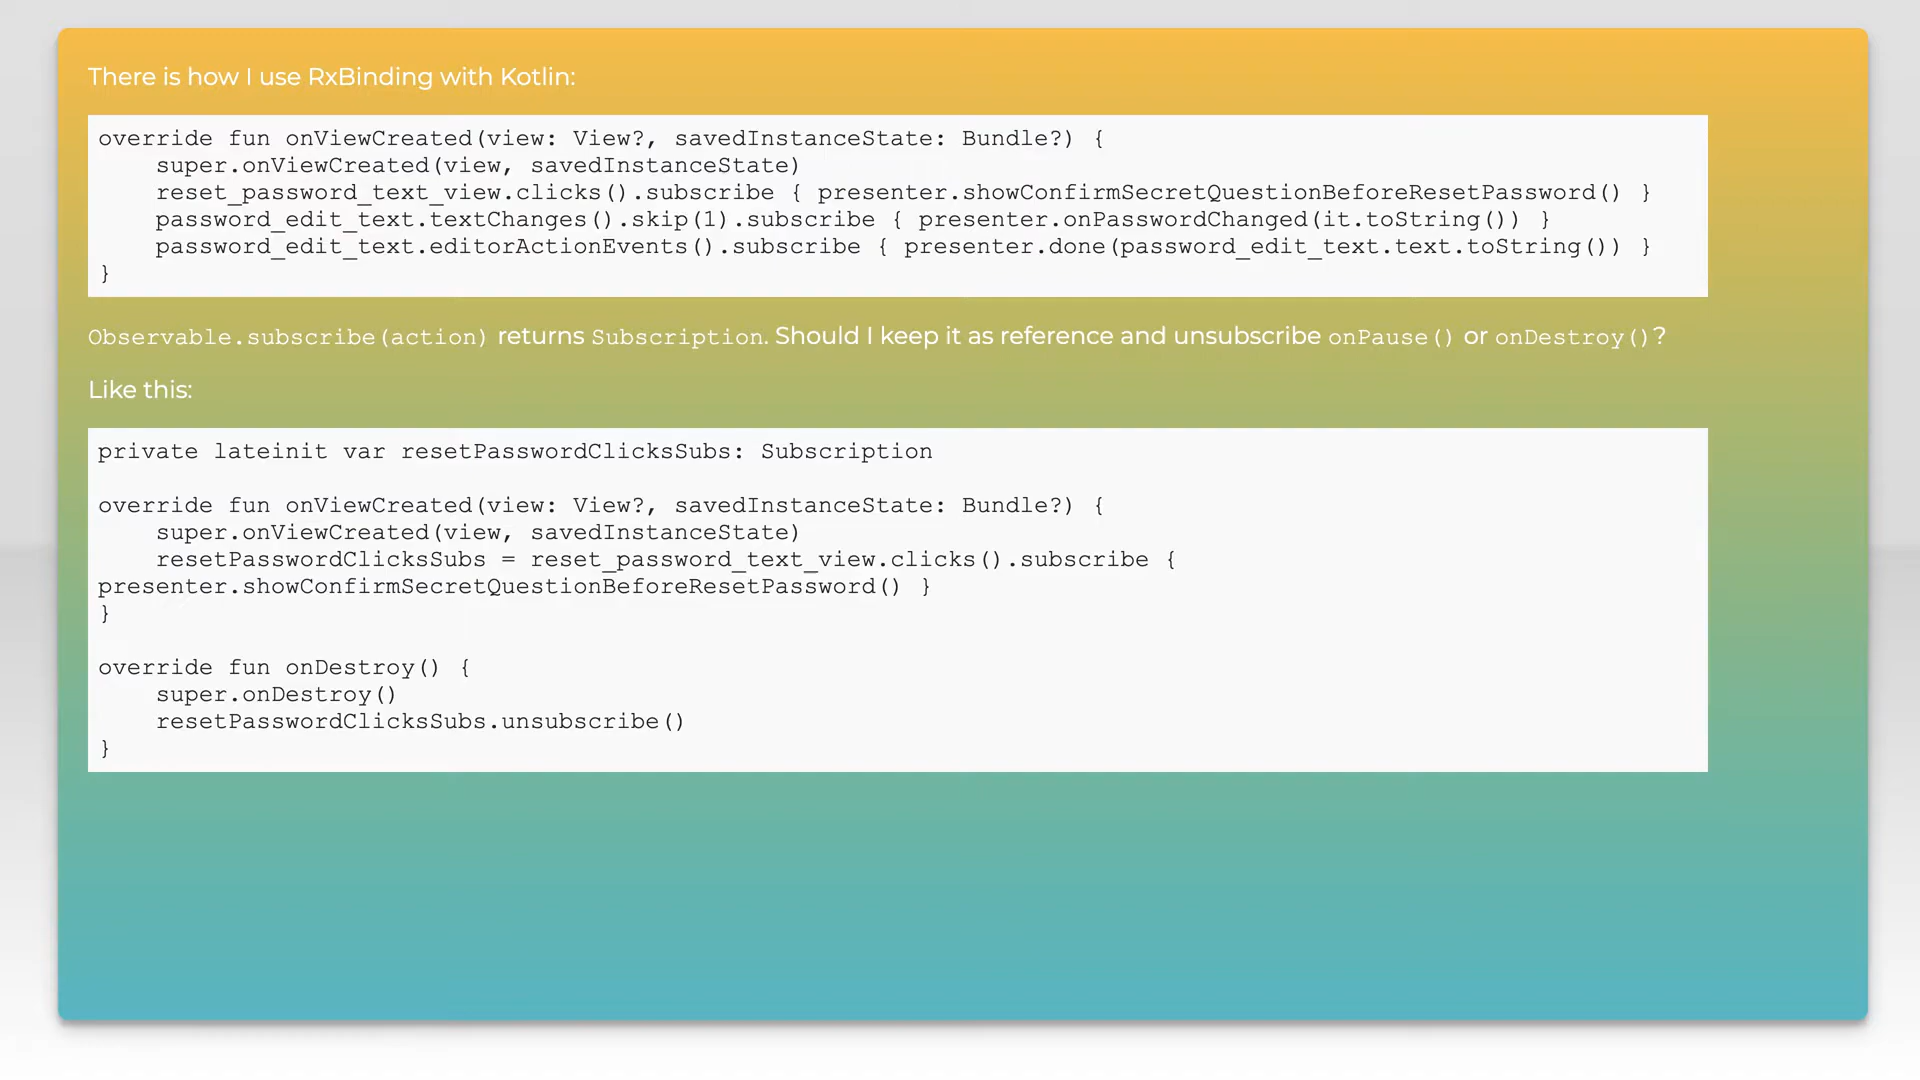 There is how I use RxBinding with Kotlin:
override fun onViewCreated(view: View?, savedInstanceState: Bundle?) {
    super.onViewCreated(view, savedInstanceState)
    reset_password_text_view.clicks().subscribe { presenter.showConfirmSecretQuestionBeforeResetPassword() }
    password_edit_text.textChanges().skip(1).subscribe { presenter.onPasswordChanged(it.toString()) }
    password_edit_text.editorActionEvents().subscribe { presenter.done(password_edit_text.text.toString()) }
}
Observable.subscribe(action) returns Subscription. Should I keep it as reference and unsubscribe onPause() or onDestroy()?
Like this:
private lateinit var resetPasswordClicksSubs: Subscription
override fun onViewCreated(view: View?, savedInstanceState: Bundle?) {
    super.onViewCreated(view, savedInstanceState)
    resetPasswordClicksSubs = reset_password_text_view.clicks().subscribe {
presenter.showConfirmSecretQuestionBeforeResetPassword() }
}
override fun onDestroy() {
    super.onDestroy()
    resetPasswordClicksSubs.unsubscribe()
}